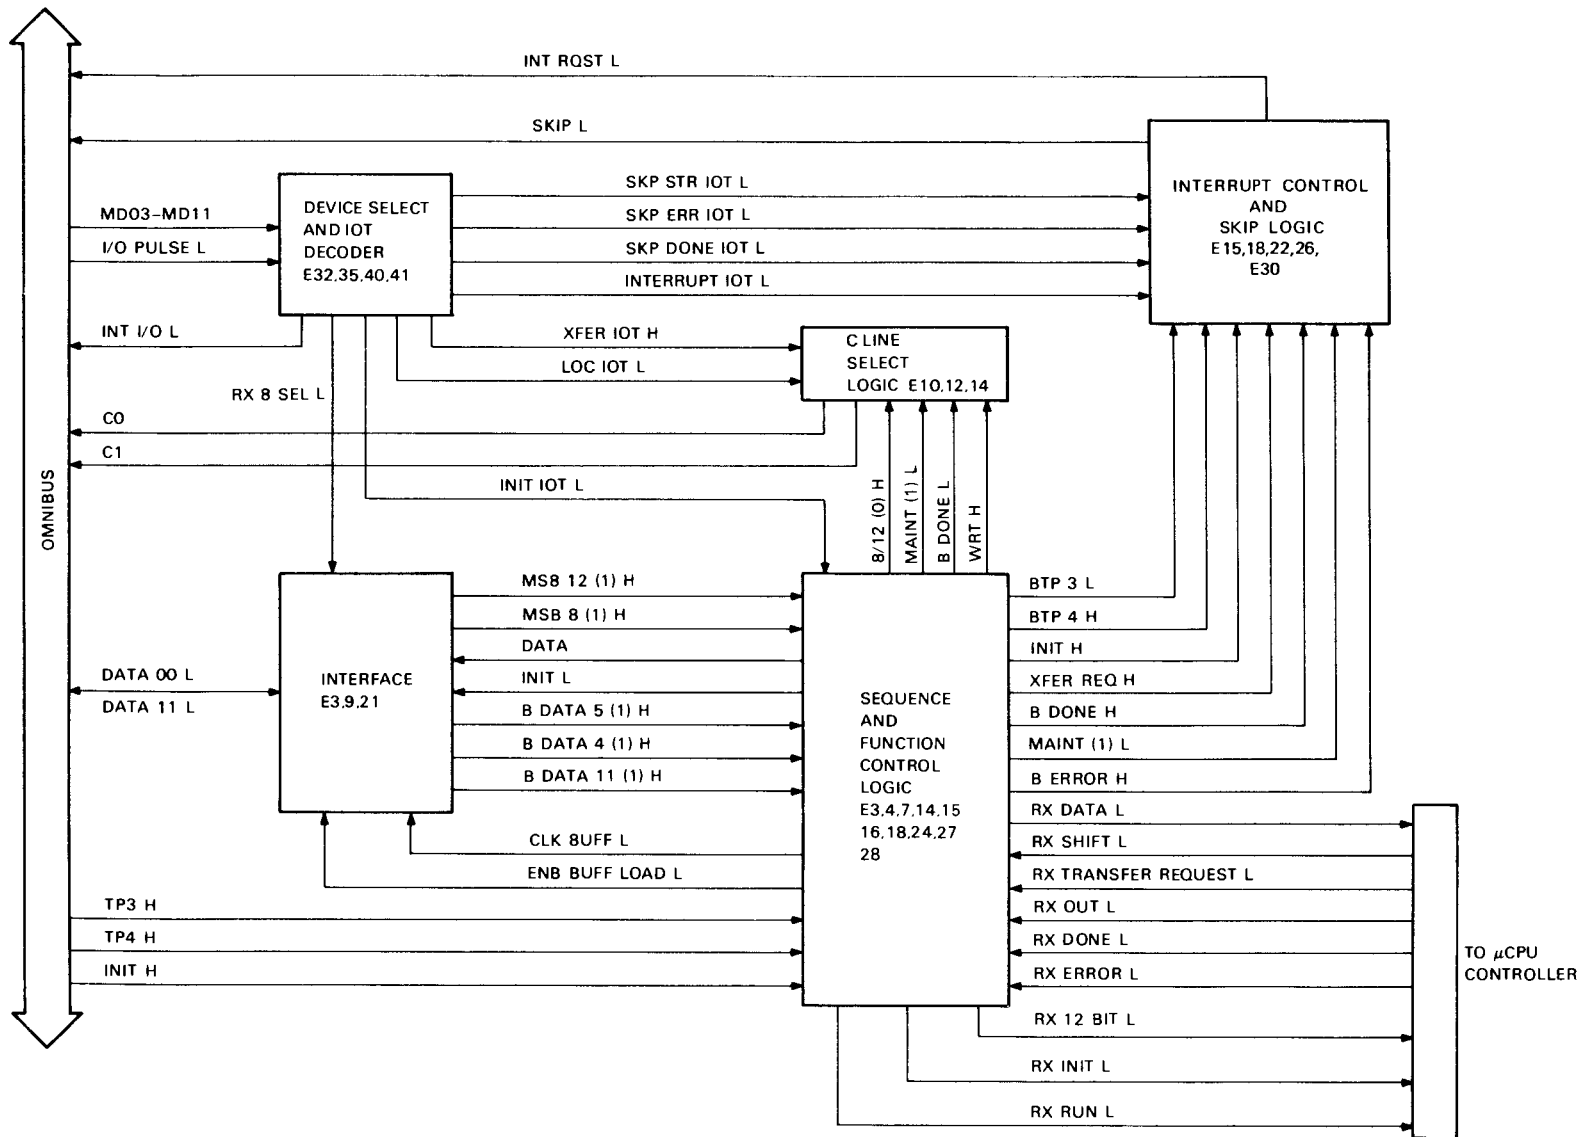 INT RQST L
SKIP L
DEVICE SELECT
AND IOT
DECODER
E32,35,40,41
MD03-MD11
I/O PULSE L
INT I/O L
SKP STR IOT L
SKP ERR IOT L
SKP DONE IOT L
INTERRUPT IOT L
INTERRUPT CONTROL
AND
SKIP LOGIC
E15,18,22,26,
E30
XFER IOT H
LOC IOT L
C LINE
SELECT
LOGIC E10,12,14
RX 8 SEL L
C0
C1
INIT IOT L
OMNIBUS
8/12 (0) H
MAINT (1) L
B DONE L
WRT H
INTERFACE
E3,9,21
MS8 12 (1) H
MSB 8 (1) H
DATA
INIT L
B DATA 5 (1) H
B DATA 4 (1) H
B DATA 11 (1) H
CLK 8UFF L
ENB BUFF LOAD L
DATA 00 L
DATA 11 L
TP3 H
TP4 H
INIT H
SEQUENCE
AND
FUNCTION
CONTROL
LOGIC
E3,4,7,14,15
16,18,24,27
28
BTP 3 L
BTP 4 H
INIT H
XFER REQ H
B DONE H
MAINT (1) L
B ERROR H
RX DATA L
RX SHIFT L
RX TRANSFER REQUEST L
RX OUT L
RX DONE L
RX ERROR L
RX 12 BIT L
RX INIT L
RX RUN L
TO μCPU
CONTROLLER